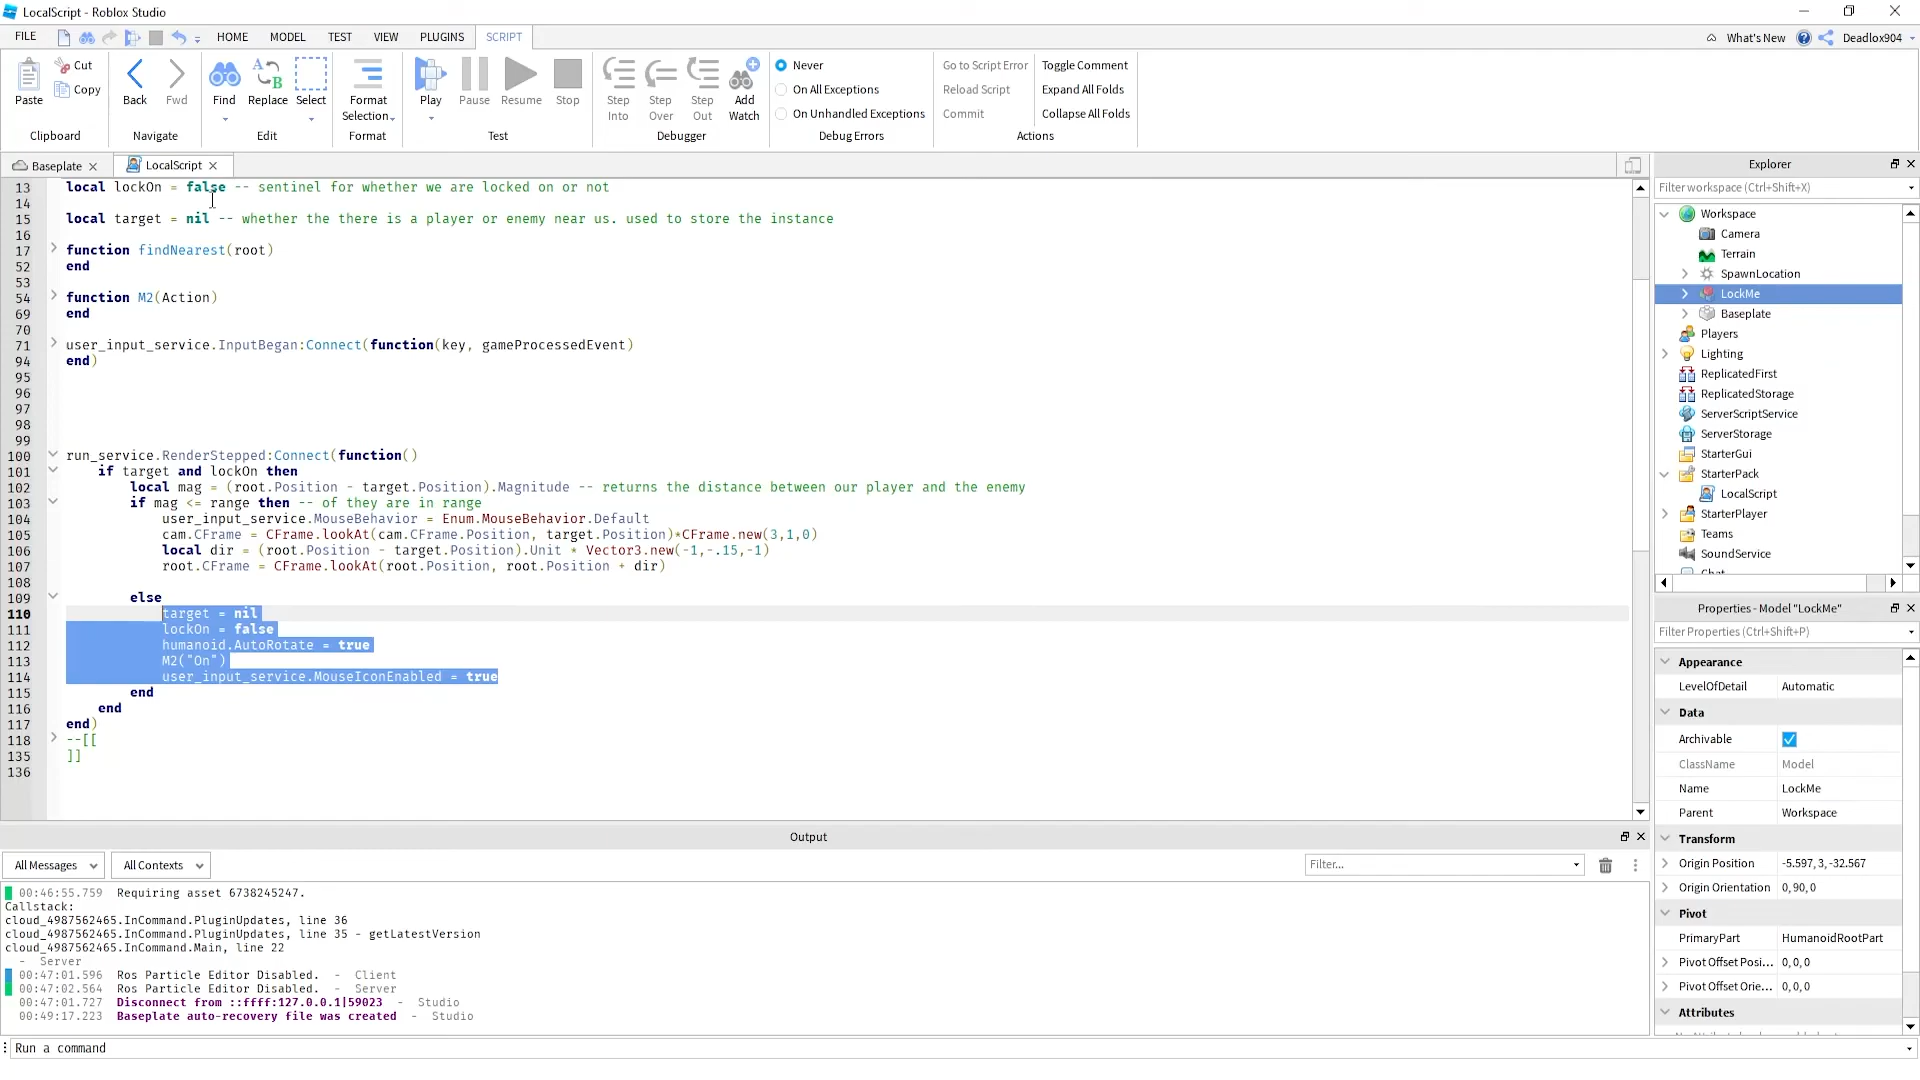 LocalScript - Roblox Studio
FILE HOME MODEL TEST VIEW PLUGINS SCRIPT What's New Deadlox904
Paste Cut Copy Clipboard
Back Fwd Navigate
Find Replace Select Edit
Format Selection Format
Play Pause Resume Stop Test
Step Into Step Over Step Out Add Watch Debugger
Never
On All Exceptions
On Unhandled Exceptions
Debug Errors
Go to Script Error Toggle Comment
Reload Script Expand All Folds
Commit Collapse All Folds
Actions
Baseplate LocalScript
13 local lockOn = false -- sentinel for whether we are locked on or not
14
15 local target = nil -- whether the there is a player or enemy near us. used to store the instance
16
17 function findNearest(root)
52 end
53
54 function M2(Action)
69 end
70
71 user_input_service.InputBegan:Connect(function(key, gameProcessedEvent)
94 end)
95
96
97
98
99
100 run_service.RenderStepped:Connect(function()
101 if target and lockOn then
102 local mag = (root.Position - target.Position).Magnitude -- returns the distance between our player and the enemy
103 if mag <= range then -- of they are in range
104 user_input_service.MouseBehavior = Enum.MouseBehavior.Default
105 cam.CFrame = CFrame.lookAt(cam.CFrame.Position, target.Position)*CFrame.new(3,1,0)
106 local dir = (root.Position - target.Position).Unit * Vector3.new(-1,-.15,-1)
107 root.CFrame = CFrame.lookAt(root.Position, root.Position + dir)
108
109 else
110 target = nil
111 lockOn = false
112 humanoid.AutoRotate = true
113 M2("On")
114 user_input_service.MouseIconEnabled = true
115 end
116 end
117 end)
118 --[[
135 ]]
136
Output
All Messages All Contexts Filter...
00:46:55.759 Requiring asset 6738245247.
Callstack:
cloud_4987562465.InCommand.PluginUpdates, line 36
cloud_4987562465.InCommand.PluginUpdates, line 35 - getLatestVersion
cloud_4987562465.InCommand.Main, line 22
- Server
00:47:01.596 Ros Particle Editor Disabled. - Client
00:47:02.564 Ros Particle Editor Disabled. - Server
00:47:01.727 Disconnect from ::ffff:127.0.0.1|59023 - Studio
00:49:17.223 Baseplate auto-recovery file was created - Studio
Run a command
Explorer
Filter workspace (Ctrl+Shift+X)
Workspace
Camera
Terrain
SpawnLocation
LockMe
Baseplate
Players
Lighting
ReplicatedFirst
ReplicatedStorage
ServerScriptService
ServerStorage
StarterGui
StarterPack
LocalScript
StarterPlayer
Teams
SoundService
Properties - Model "LockMe"
Filter Properties (Ctrl+Shift+P)
Appearance
LevelOfDetail Automatic
Data
Archivable
ClassName Model
Name LockMe
Parent Workspace
Transform
Origin Position -5.597, 3, -32.567
Origin Orientation 0, 90, 0
Pivot
PrimaryPart HumanoidRootPart
Pivot Offset Posi... 0, 0, 0
Pivot Offset Orie... 0, 0, 0
Attributes